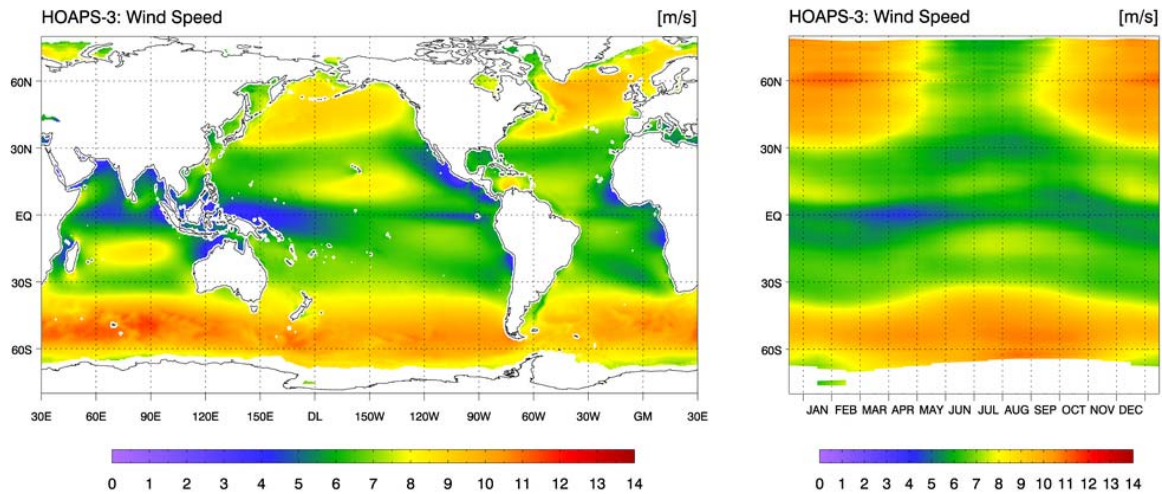 HOAPS-3: Wind Speed [m/s]
60N
30N
EQ
30S
60S
30E 60E 90E 120E 150E DL 150W 120W 90W 60W 30W GM 30E
0 1 2 3 4 5 6 7 8 9 10 11 12 13 14
HOAPS-3: Wind Speed [m/s]
60N
30N
EQ
30S
60S
JAN FEB MAR APR MAY JUN JUL AUG SEP OCT NOV DEC
0 1 2 3 4 5 6 7 8 9 10 11 12 13 14